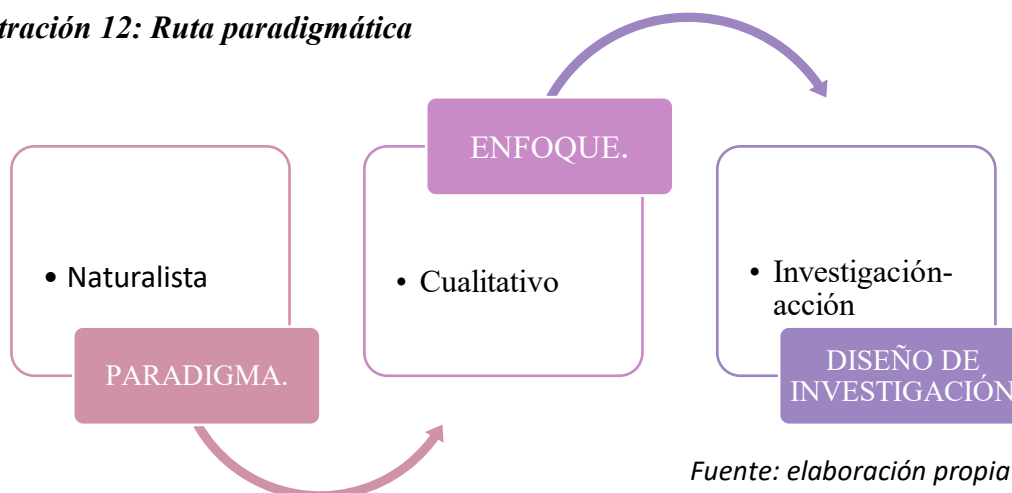 tración 12: Ruta paradigmática
ENFOQUE.
• Naturalista
• Cualitativo
• Investigación-
acción
PARADIGMA.
DISEÑO DE
INVESTIGACIÓN
Fuente: elaboración propia